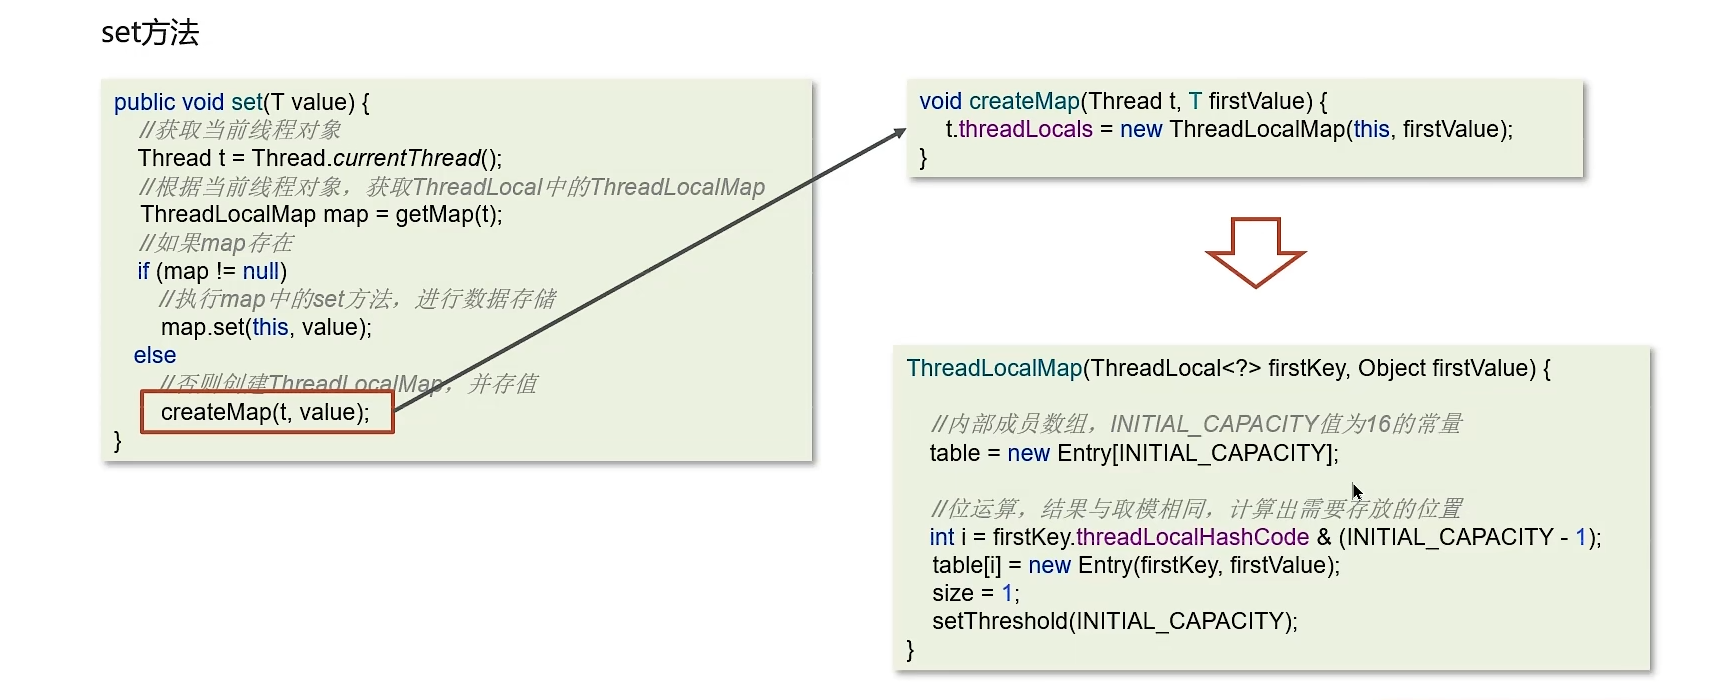 set方法
public void set(T value) {
//获取当前线程对象
Thread t = Thread.currentThread();
//根据当前线程对象，获取ThreadLocal中的ThreadLocalMap
ThreadLocalMap map = getMap(t);
//如果map存在
if (map != null)
//执行map中的set方法，进行数据存储
map.set(this, value);
else
//否则创建ThreadLocalMap，并存值
createMap(t, value);
}
void createMap(Thread t, T firstValue) {
t.threadLocals = new ThreadLocalMap(this, firstValue);
}
ThreadLocalMap(ThreadLocal<?> firstKey, Object firstValue) {
//内部成员数组，INITIAL_CAPACITY值为16的常量
table = new Entry[INITIAL_CAPACITY];
//位运算，结果与取模相同，计算出需要存放的位置
int i = firstKey.threadLocalHashCode & (INITIAL_CAPACITY - 1);
table[i] = new Entry(firstKey, firstValue);
size = 1;
setThreshold(INITIAL_CAPACITY);
}